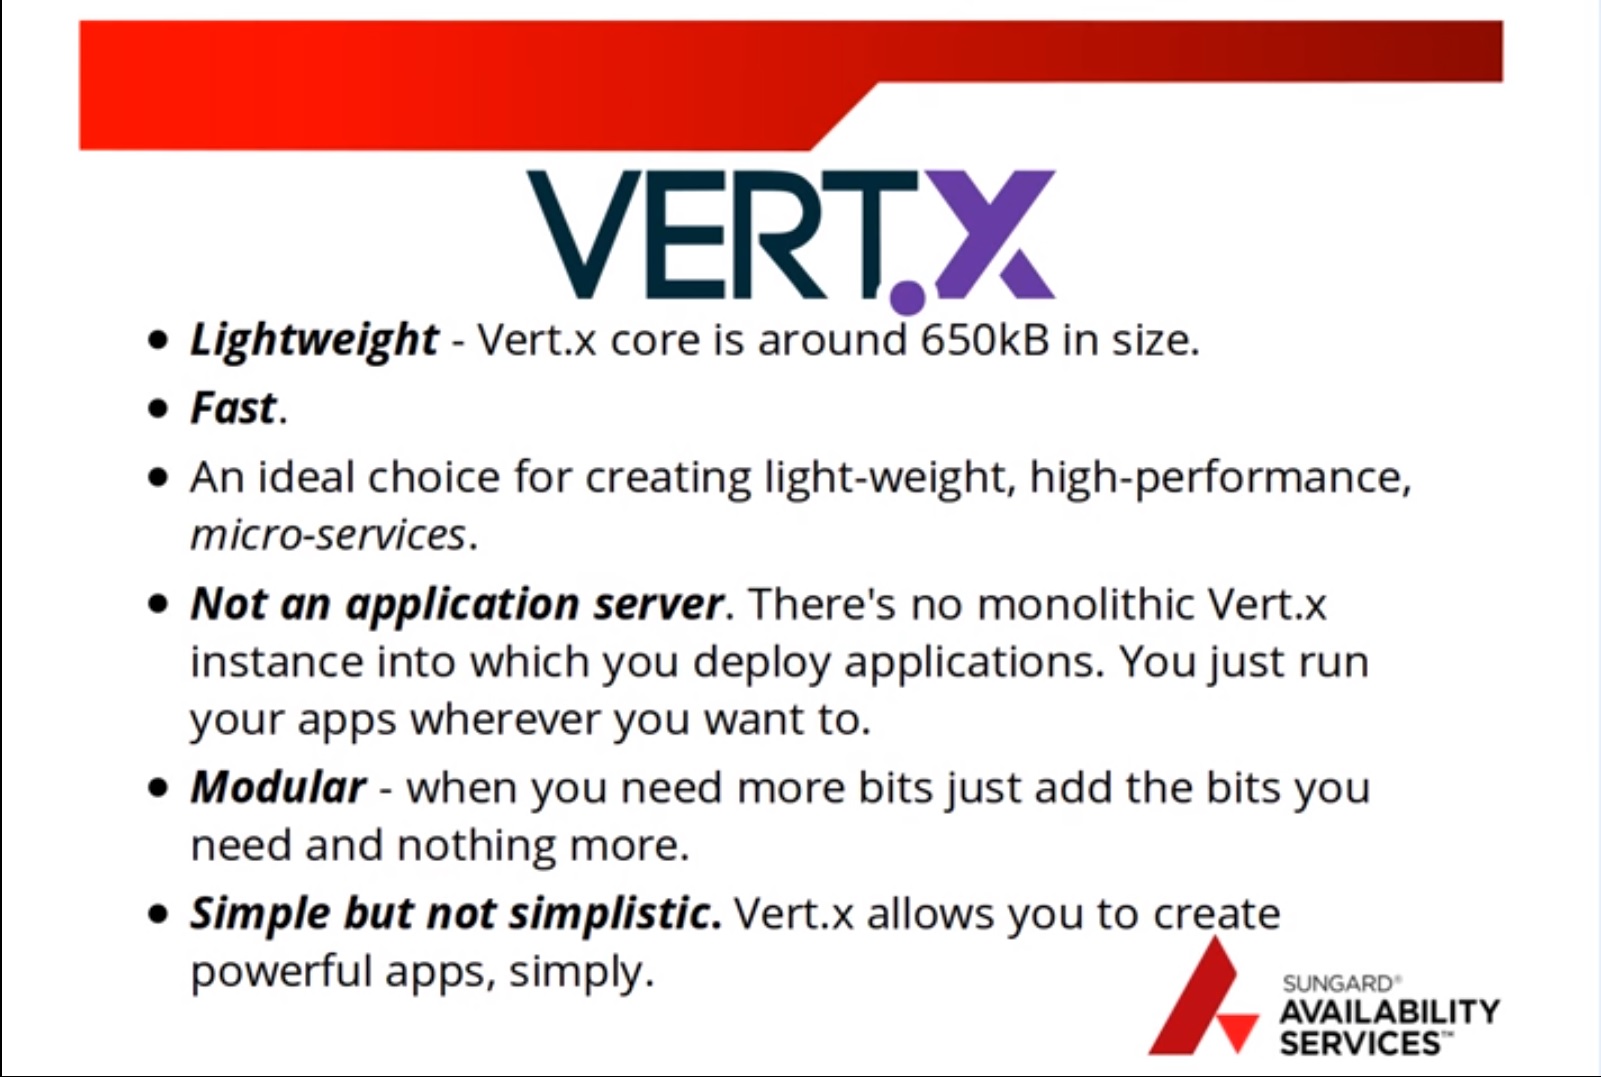 VERT.X
• Lightweight - Vert.x core is around 650kB in size.
• Fast.
• An ideal choice for creating light-weight, high-performance,
micro-services.
• Not an application server. There's no monolithic Vert.x
instance into which you deploy applications. You just run
your apps wherever you want to.
• Modular - when you need more bits just add the bits you
need and nothing more.
• Simple but not simplistic. Vert.x allows you to create
powerful apps, simply.
SUNGARD®
AVAILABILITY
SERVICES™